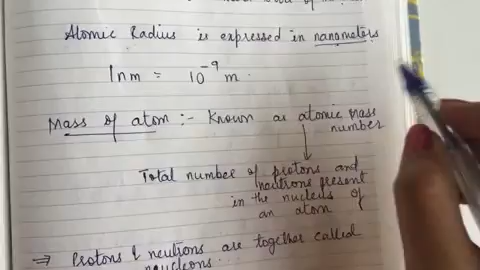 Atomic Radius is expressed in nanometers
1nm = 10⁻⁹ m.
Mass of atom :- Known as atomic mass
number
Total number of protons and
neutrons present
in the nucleus of
an atom
⇒ Protons & neutrons are together called
nucleons.